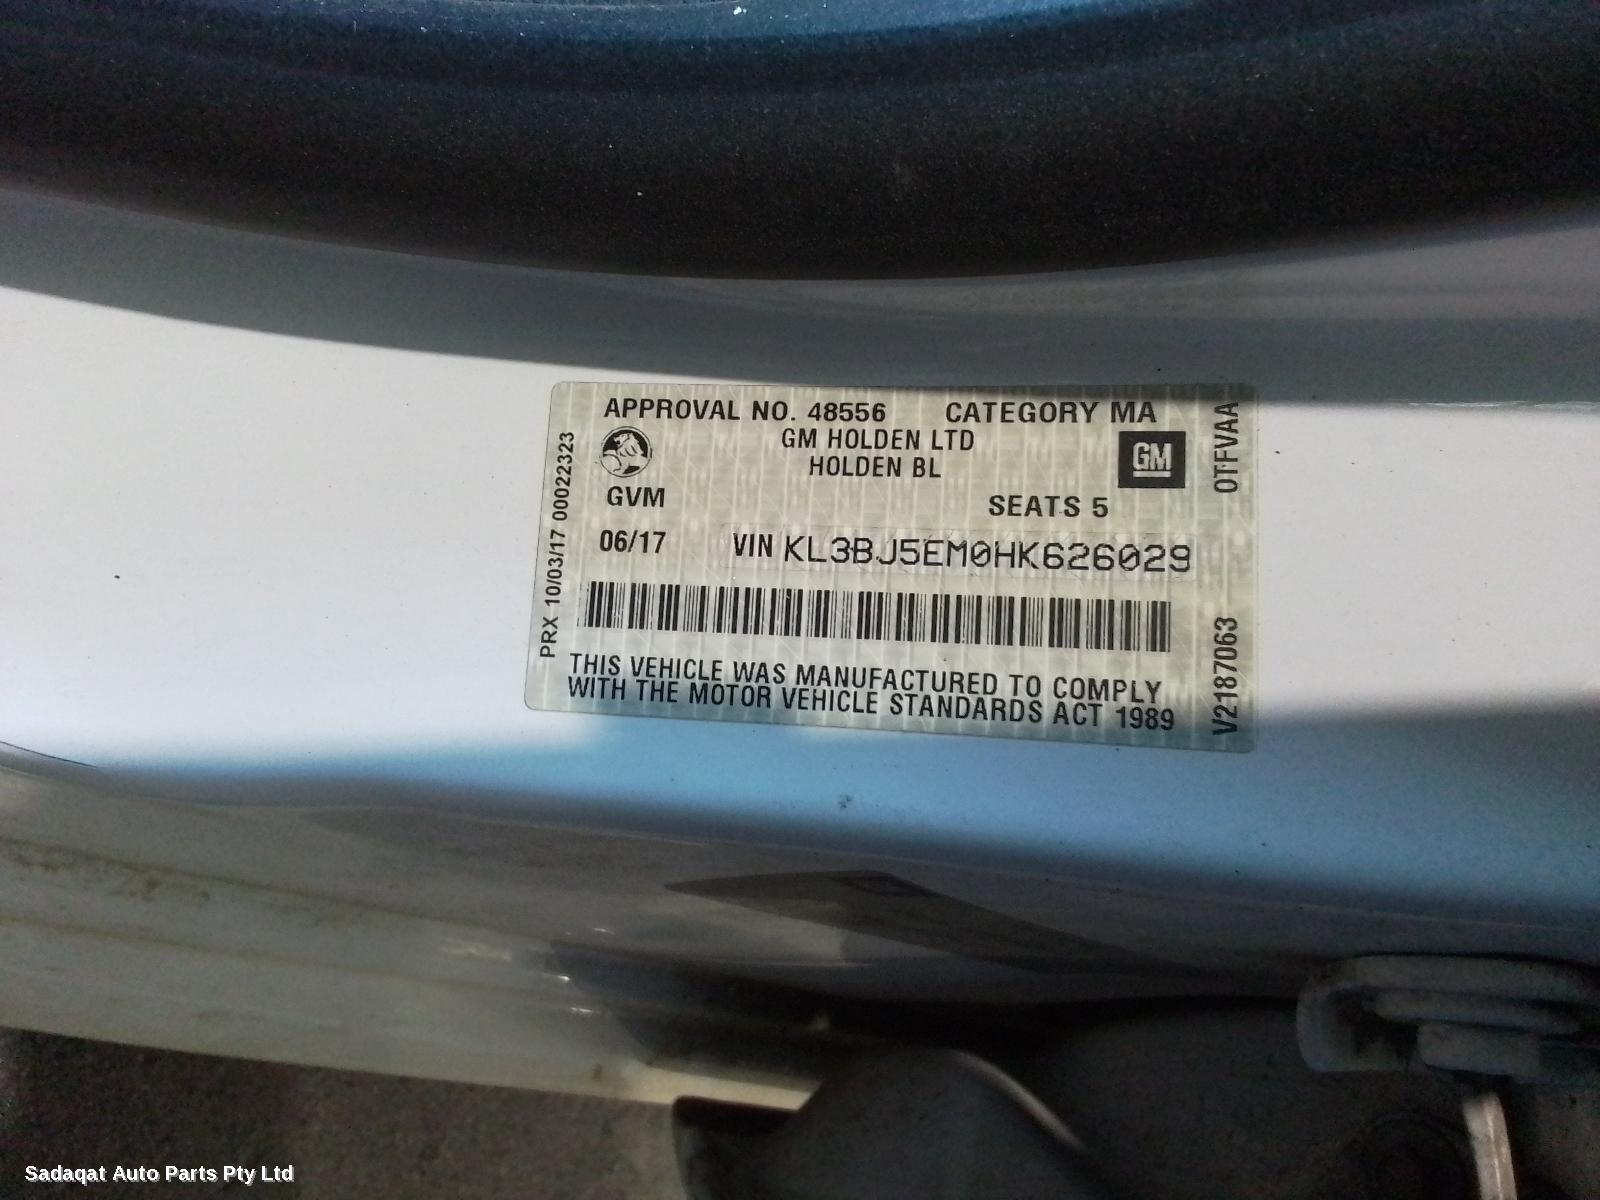 APPROVAL NO. 48556 CATEGORY MA
GM HOLDEN LTD
HOLDEN BL
GM
GVM
SEATS 5
06/17 VIN KL3BJ5EM0HK626029
THIS VEHICLE WAS MANUFACTURED TO COMPLY
WITH THE MOTOR VEHICLE STANDARDS ACT 1989
PRX 10/03/17 00022323
V2187063 OTFVAA
Sadaqat Auto Parts Pty Ltd